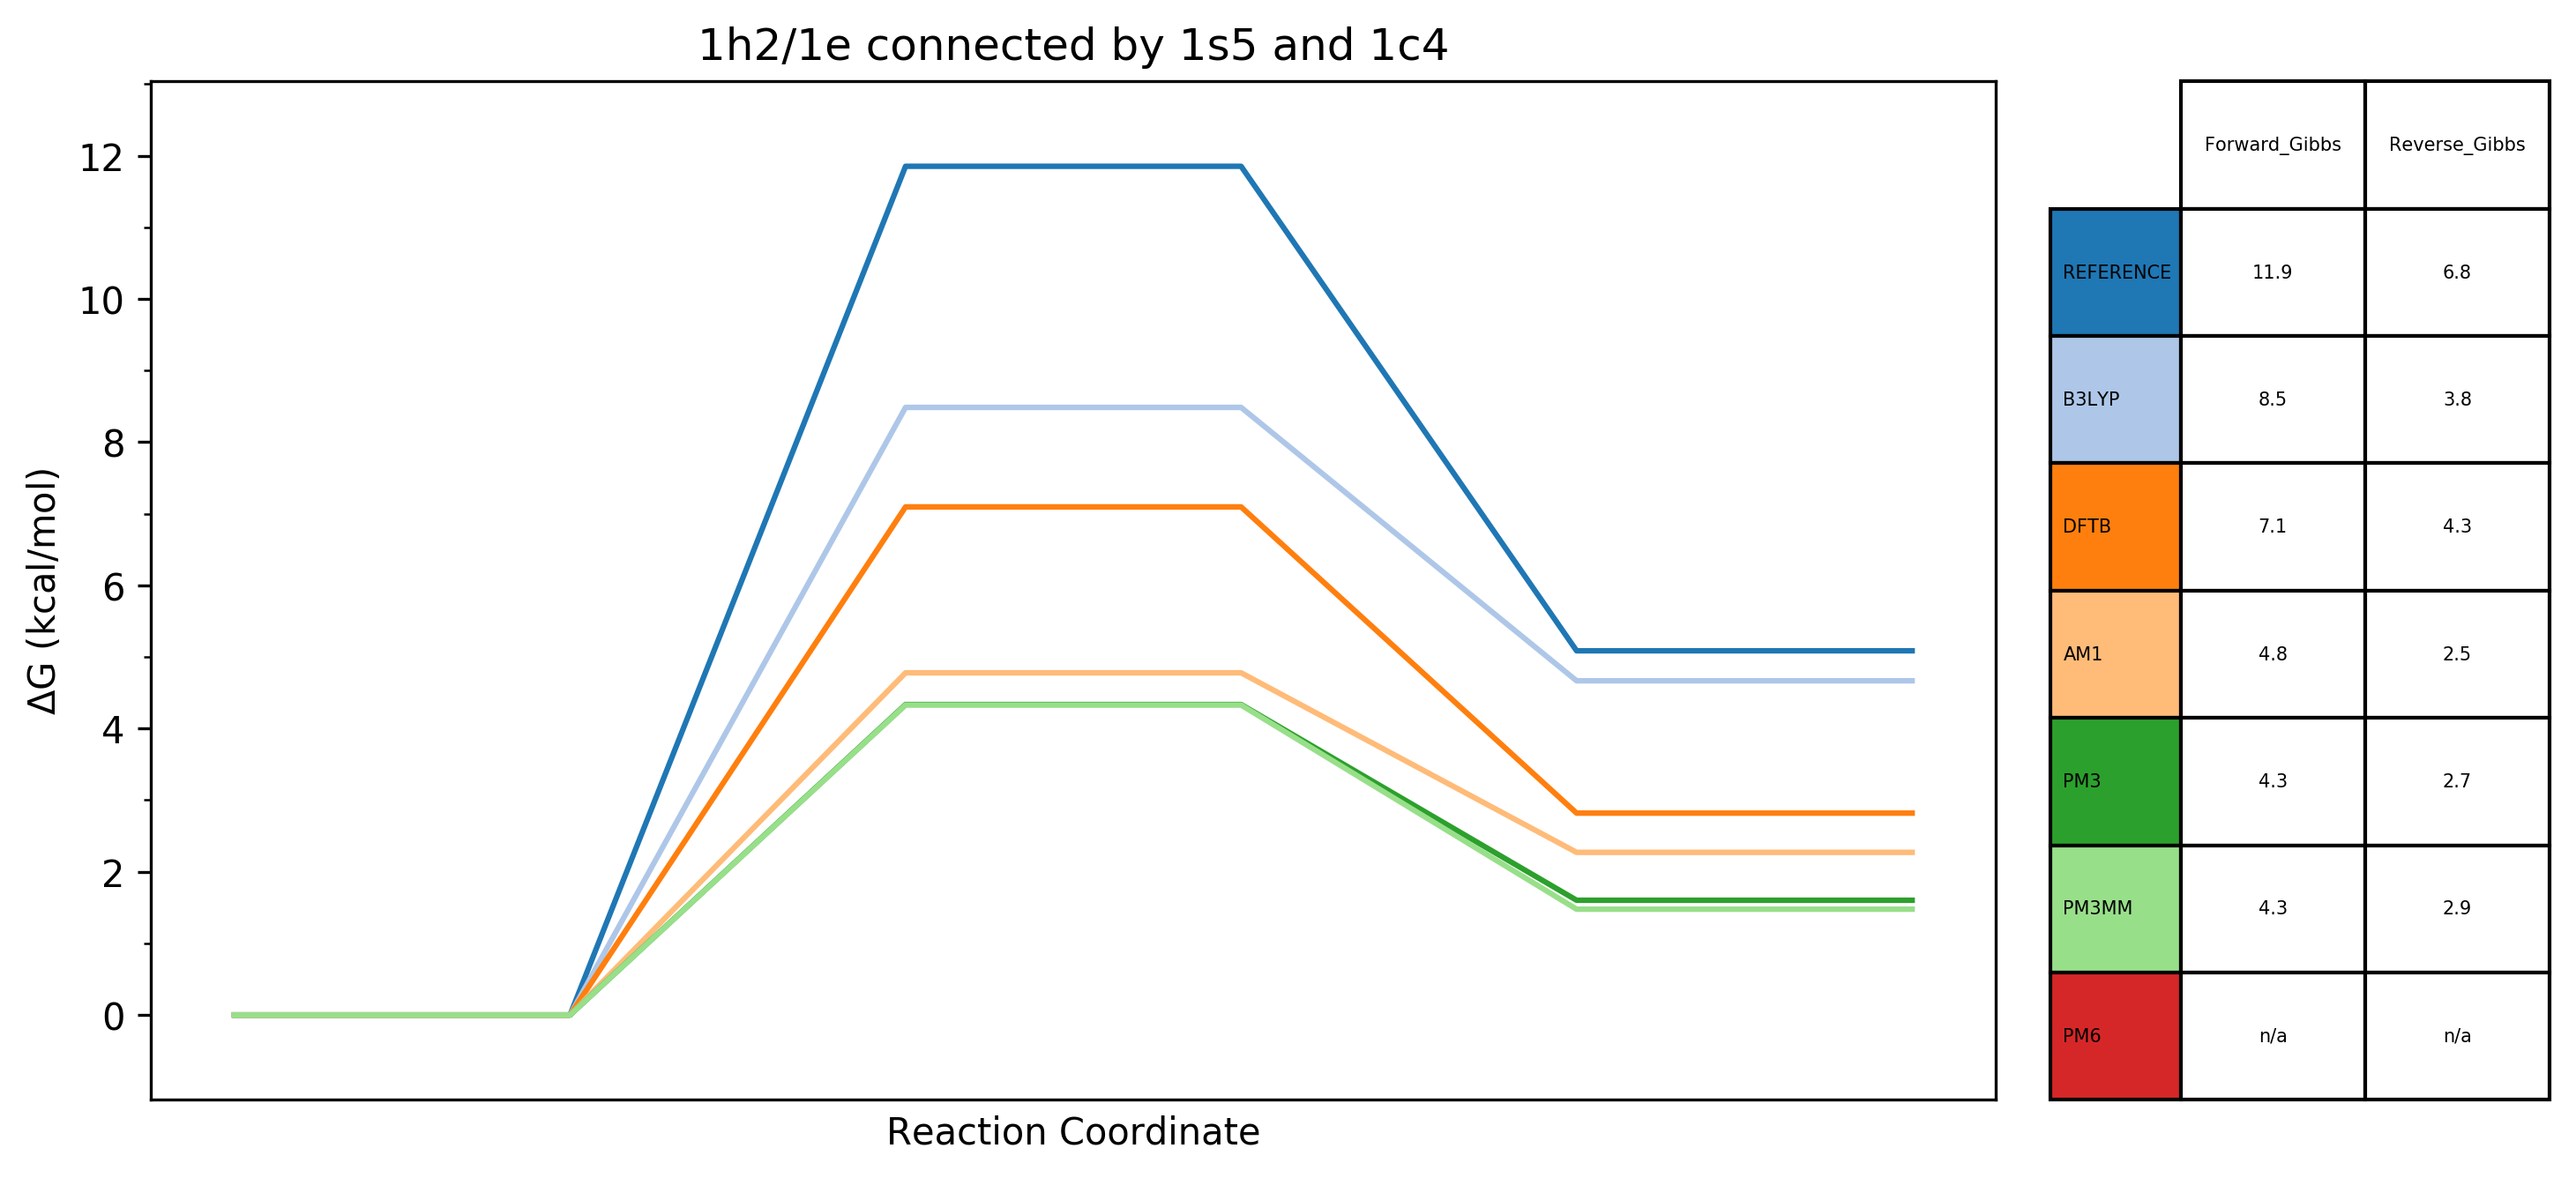 1h2/1e connected by 1s5 and 1c4
ΔG (kcal/mol)
12
10
8
6
4
2
0
Reaction Coordinate
Forward_Gibbs Reverse_Gibbs
REFERENCE 11.9 6.8
B3LYP 8.5 3.8
DFTB 7.1 4.3
AM1 4.8 2.5
PM3 4.3 2.7
PM3MM 4.3 2.9
PM6 n/a n/a